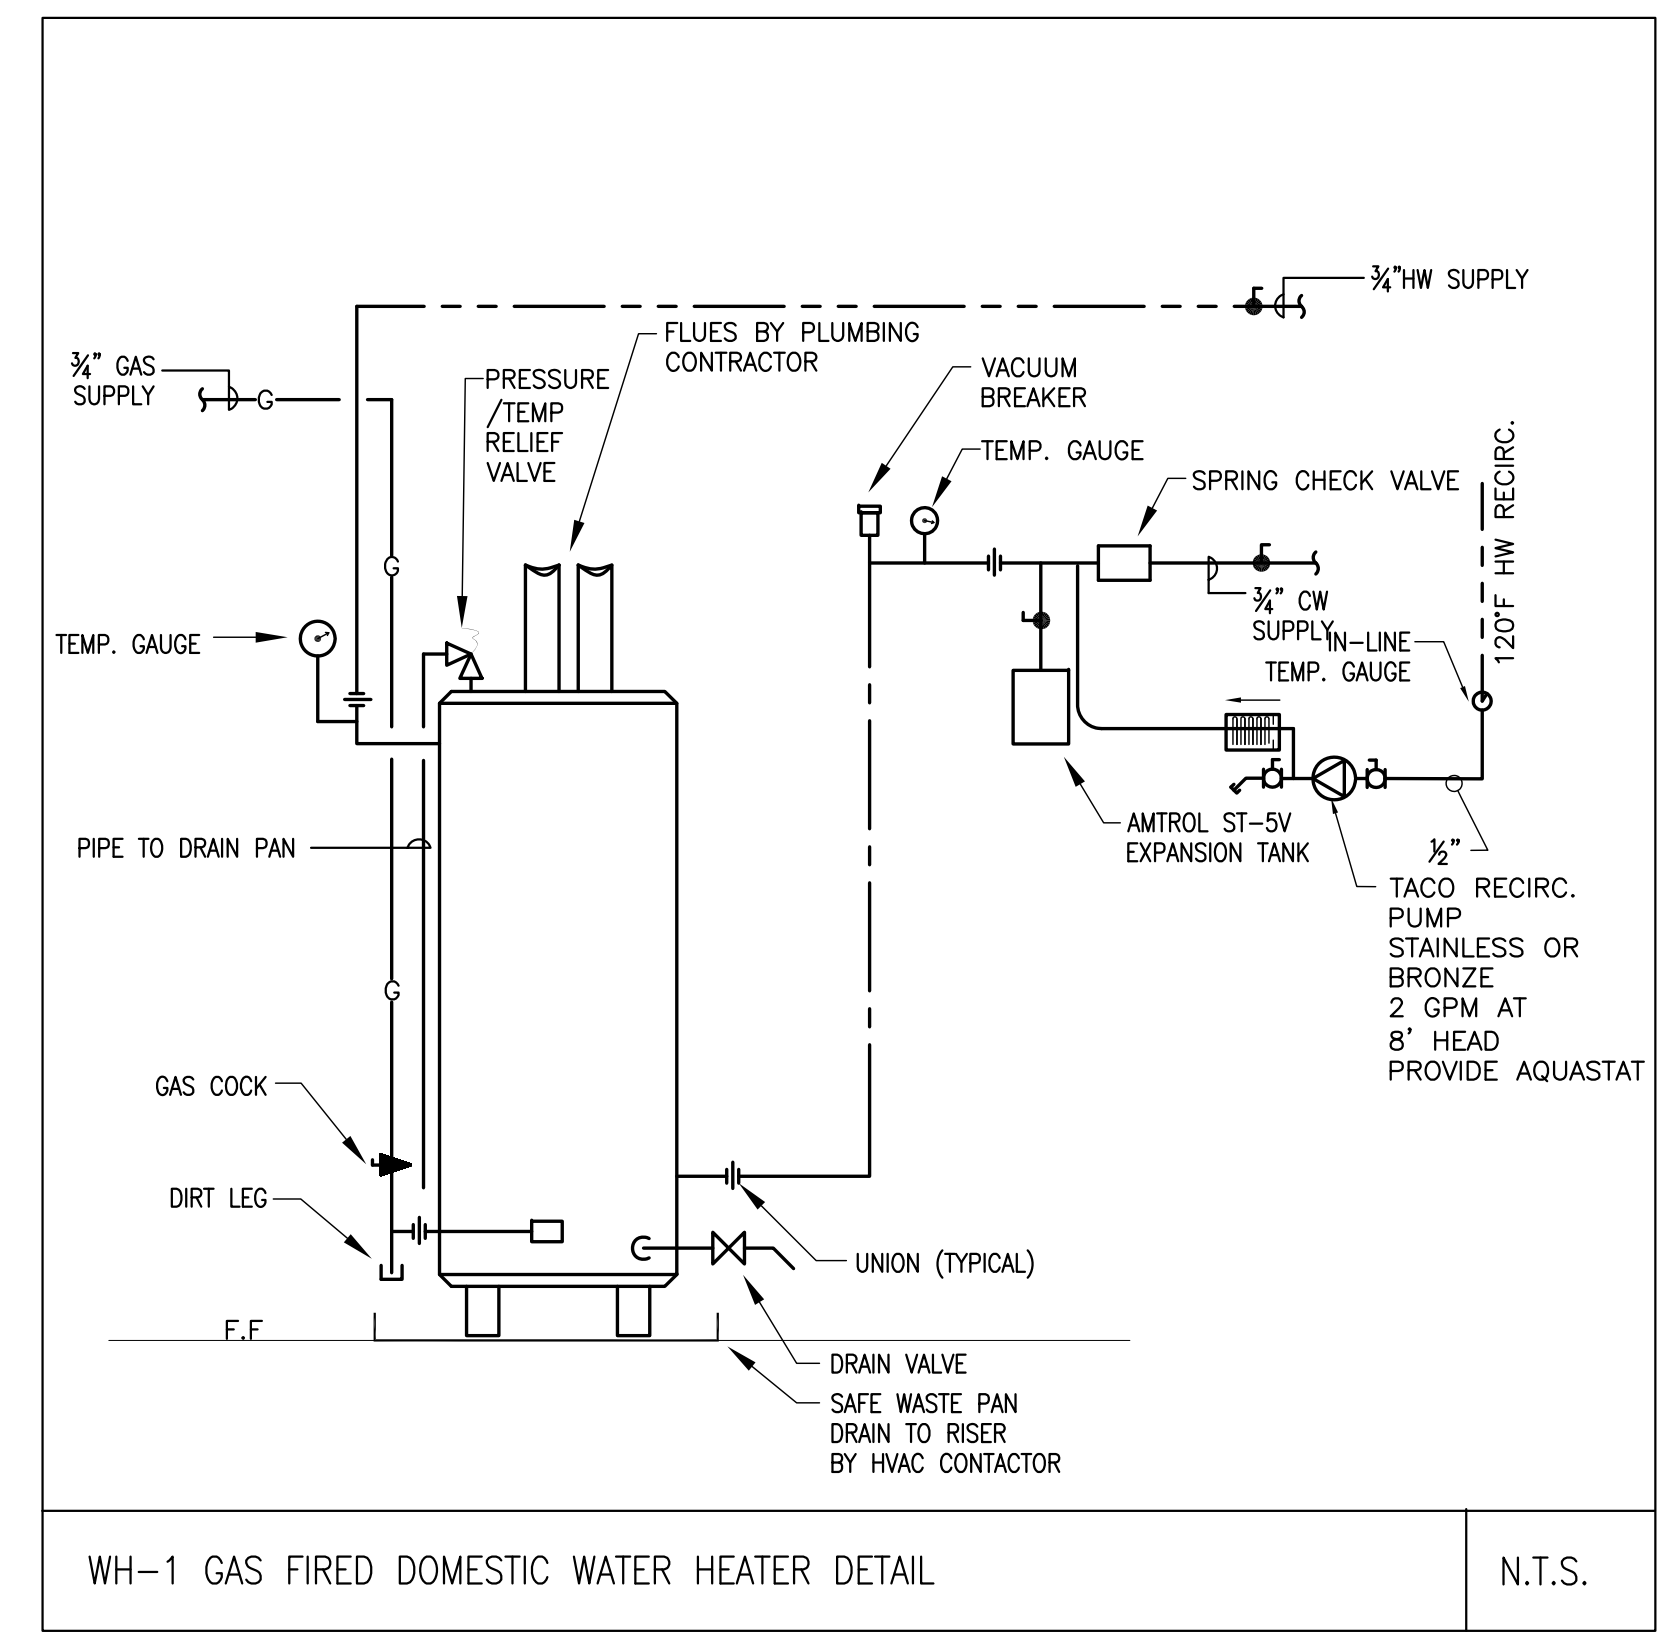 ¾"HW SUPPLY
FLUES BY PLUMBING
CONTRACTOR
¾" GAS
SUPPLY
G
PRESSURE
/TEMP
RELIEF
VALVE
VACUUM
BREAKER
TEMP. GAUGE
SPRING CHECK VALVE
120°F HW RECIRC.
G
¾" CW
SUPPLY
IN-LINE
TEMP. GAUGE
TEMP. GAUGE
AMTROL ST-5V
EXPANSION TANK
PIPE TO DRAIN PAN
½"
TACO RECIRC.
PUMP
STAINLESS OR
BRONZE
2 GPM AT
8' HEAD
PROVIDE AQUASTAT
G
GAS COCK
DIRT LEG
UNION (TYPICAL)
F.F
DRAIN VALVE
SAFE WASTE PAN
DRAIN TO RISER
BY HVAC CONTACTOR
WH-1 GAS FIRED DOMESTIC WATER HEATER DETAIL
N.T.S.